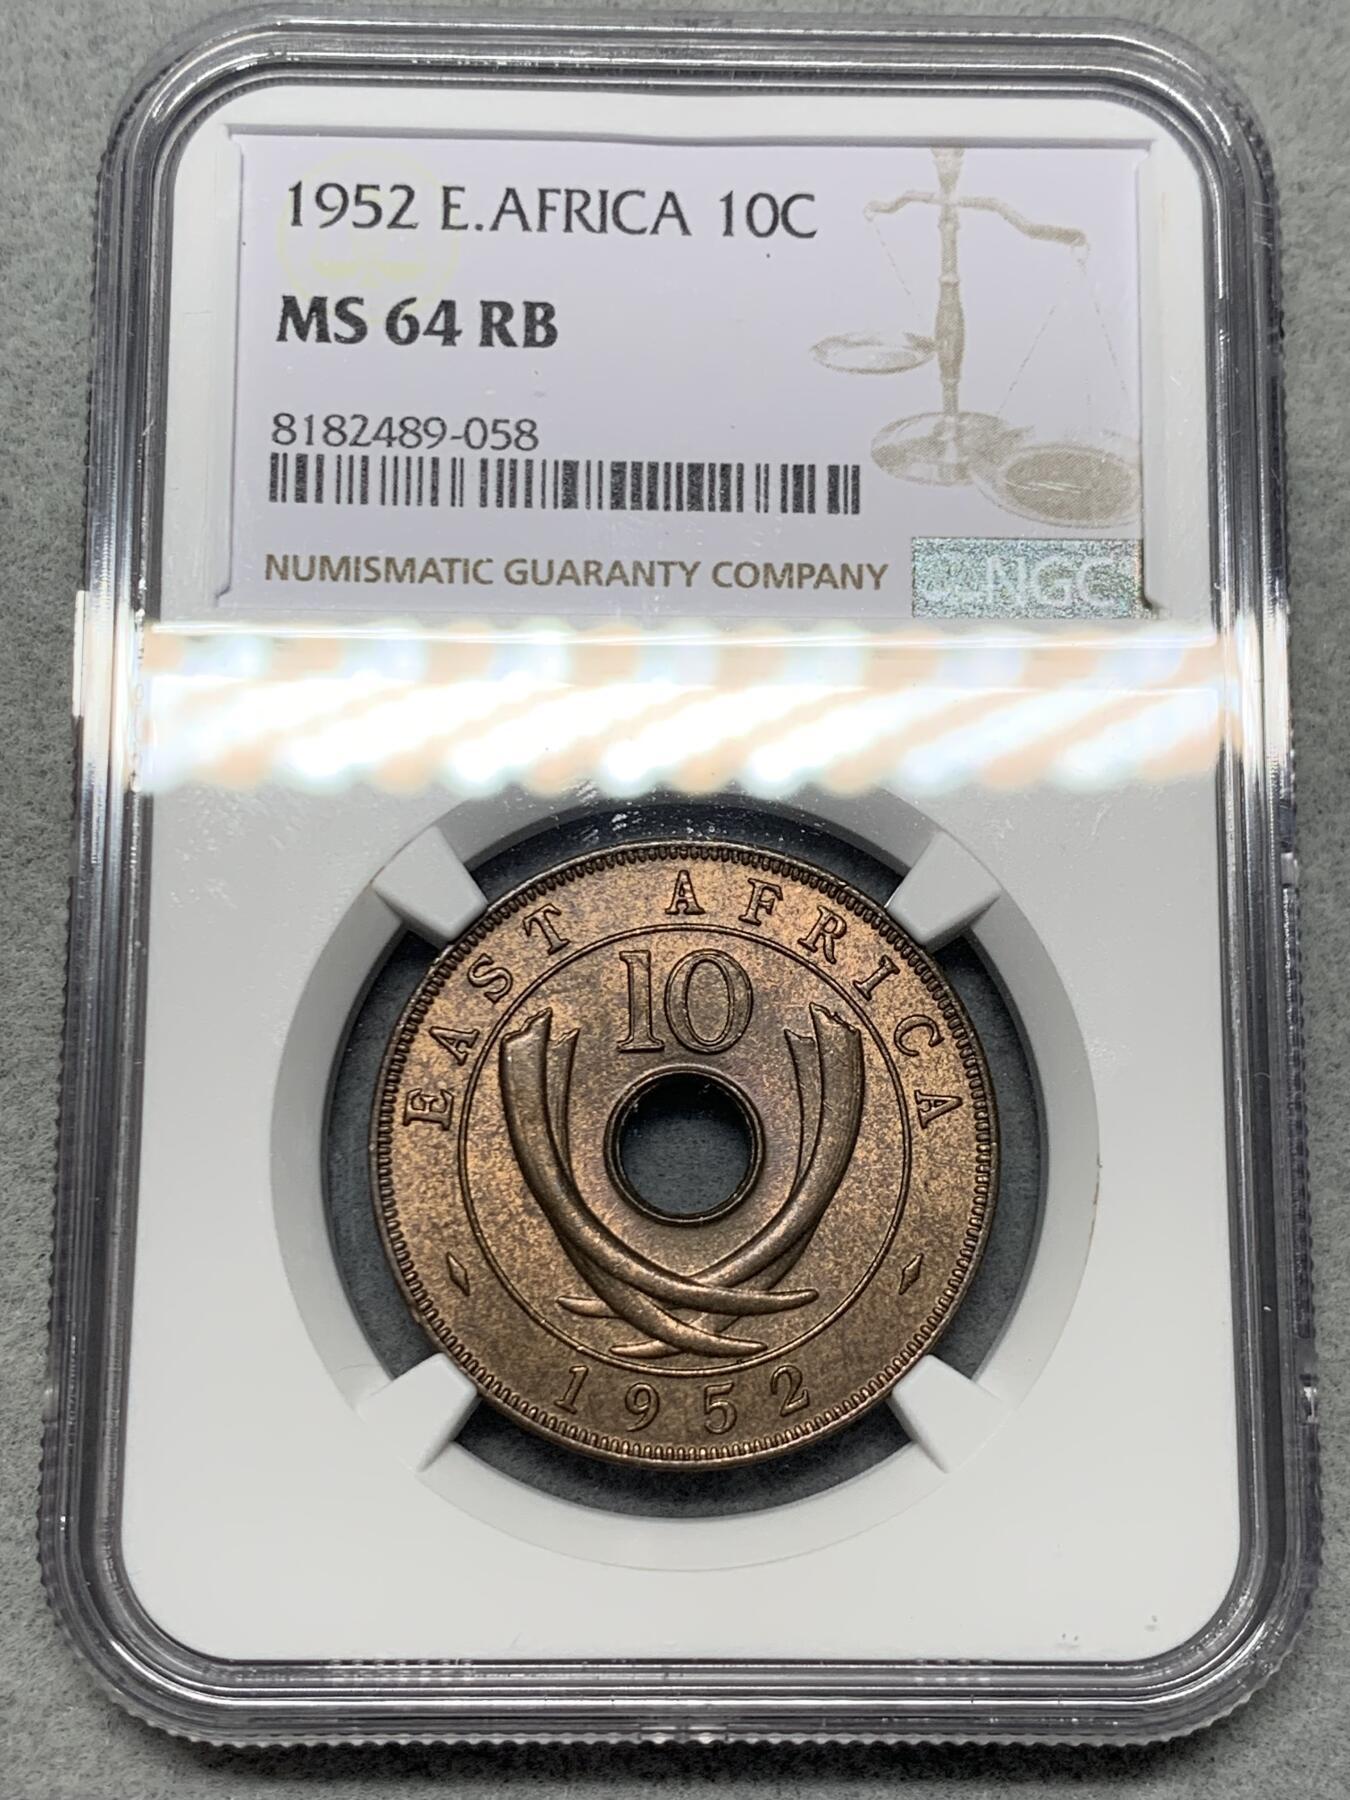 1952 E.AFRICA 10C
MS 64 RB
8182489-058
NUMISMATIC GUARANTY COMPANY
NGC
EAST AFRICA
10
1952